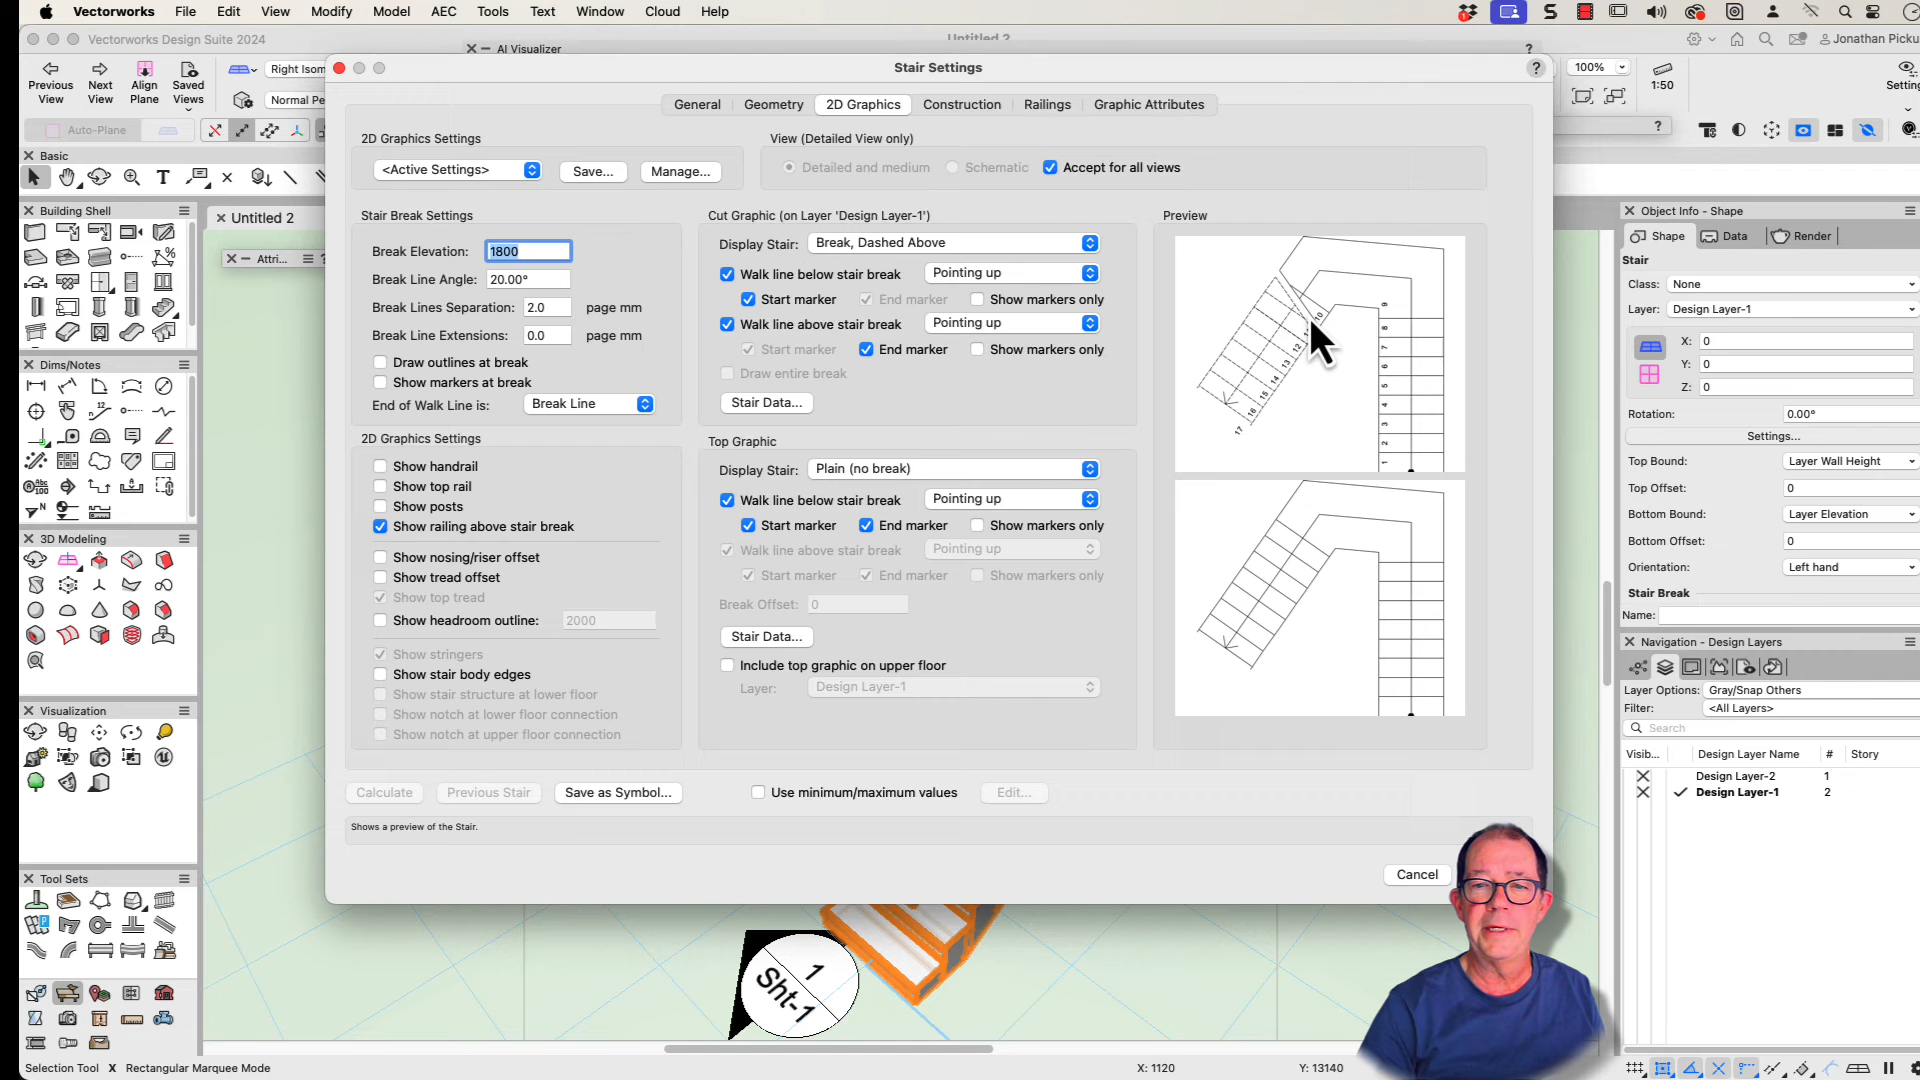 Vectorworks File Edit View Modify Model AEC Tools Text Window Cloud Help
Vectorworks Design Suite 2024
Untitled 2
AI Visualizer
Jonathan Picku
Previous View
Next View
Align Plane
Saved Views
Right Isom
Normal Pe
100%
1:50
Setting
Auto-Plane
Stair Settings
General
Geometry
2D Graphics
Construction
Railings
Graphic Attributes
Basic
Building Shell
Untitled 2
Attri...
Dims/Notes
3D Modeling
Visualization
Tool Sets
2D Graphics Settings
<Active Settings>
Save...
Manage...
View (Detailed View only)
Detailed and medium
Schematic
Accept for all views
Stair Break Settings
Break Elevation: 1800
Break Line Angle: 20.00°
Break Lines Separation: 2.0 page mm
Break Line Extensions: 0.0 page mm
Draw outlines at break
Show markers at break
End of Walk Line is: Break Line
2D Graphics Settings
Show handrail
Show top rail
Show posts
Show railing above stair break
Show nosing/riser offset
Show tread offset
Show top tread
Show headroom outline: 2000
Show stringers
Show stair body edges
Show stair structure at lower floor
Show notch at lower floor connection
Show notch at upper floor connection
Cut Graphic (on Layer 'Design Layer-1')
Display Stair: Break, Dashed Above
Walk line below stair break Pointing up
Start marker End marker Show markers only
Walk line above stair break Pointing up
Start marker End marker Show markers only
Draw entire break
Stair Data...
Top Graphic
Display Stair: Plain (no break)
Walk line below stair break Pointing up
Start marker End marker Show markers only
Walk line above stair break Pointing up
Start marker End marker Show markers only
Break Offset: 0
Stair Data...
Include top graphic on upper floor
Layer: Design Layer-1
Preview
1
2
3
4
5
6
7
8
9
10
12
13
14
15
16
17
Calculate
Previous Stair
Save as Symbol...
Use minimum/maximum values
Edit...
Shows a preview of the Stair.
Cancel
1
Sht-1
Object Info - Shape
Shape
Data
Render
Stair
Class: None
Layer: Design Layer-1
X: 0
Y: 0
Z: 0
Rotation: 0.00°
Settings...
Top Bound: Layer Wall Height
Top Offset: 0
Bottom Bound: Layer Elevation
Bottom Offset: 0
Orientation: Left hand
Stair Break
Name:
Navigation - Design Layers
Layer Options: Gray/Snap Others
Filter: <All Layers>
Search
Visib... Design Layer Name # Story
Design Layer-2 1
Design Layer-1 2
Selection Tool X Rectangular Marquee Mode
X: 1120
Y: 13140